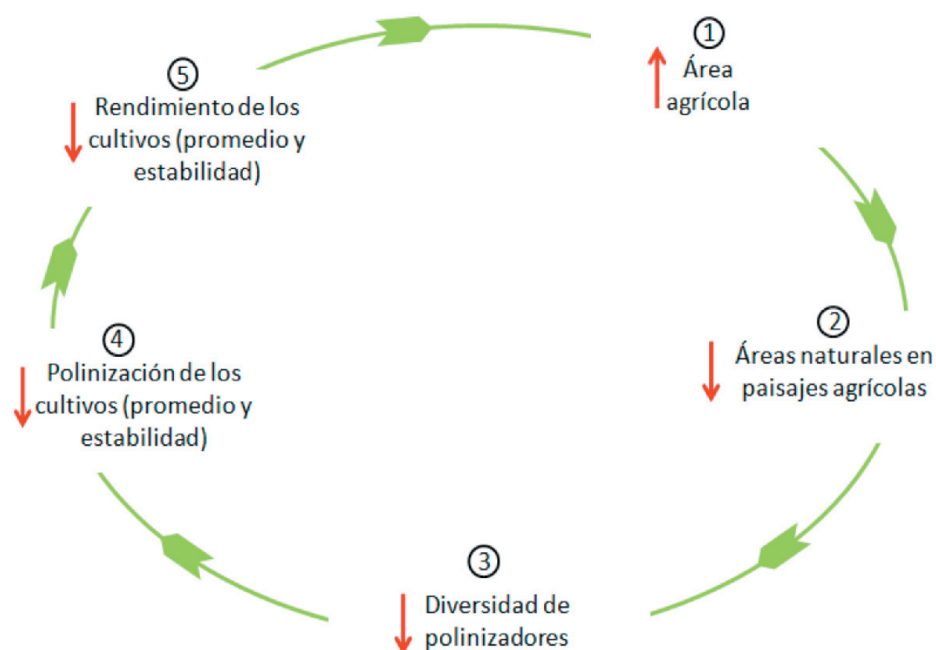 1
Área
agrícola
2
Áreas naturales en
paisajes agrícolas
3
Diversidad de
polinizadores
4
Polinización de los
cultivos (promedio y
estabilidad)
5
Rendimiento de los
cultivos (promedio y
estabilidad)